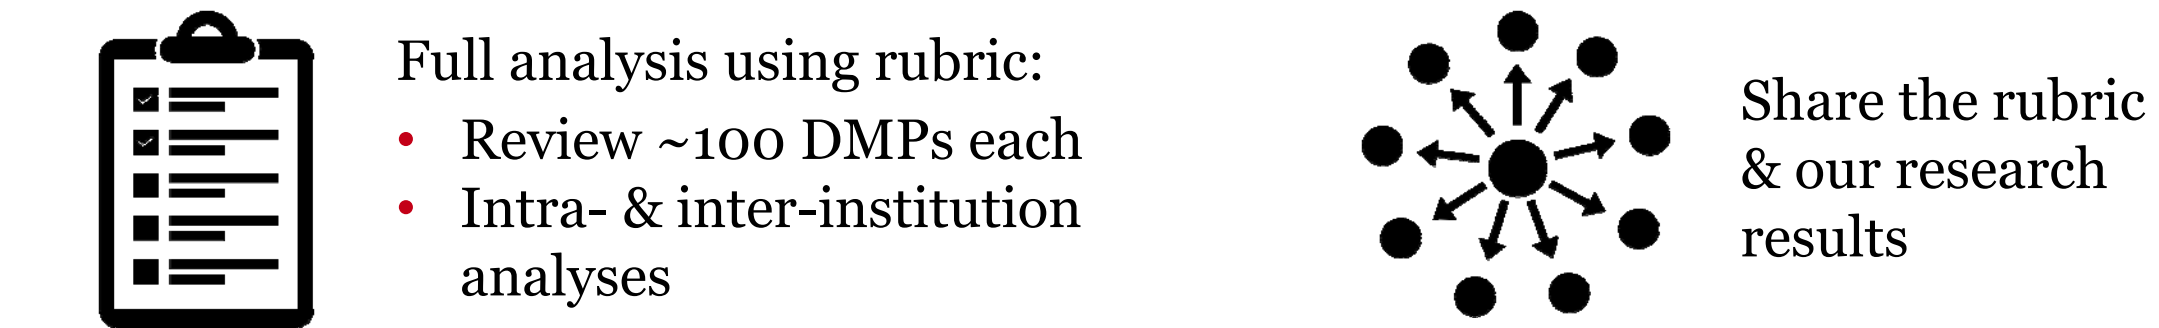 Full analysis using rubric:
• Review ~100 DMPs each
• Intra- & inter-institution
analyses
Share the rubric
& our research
results